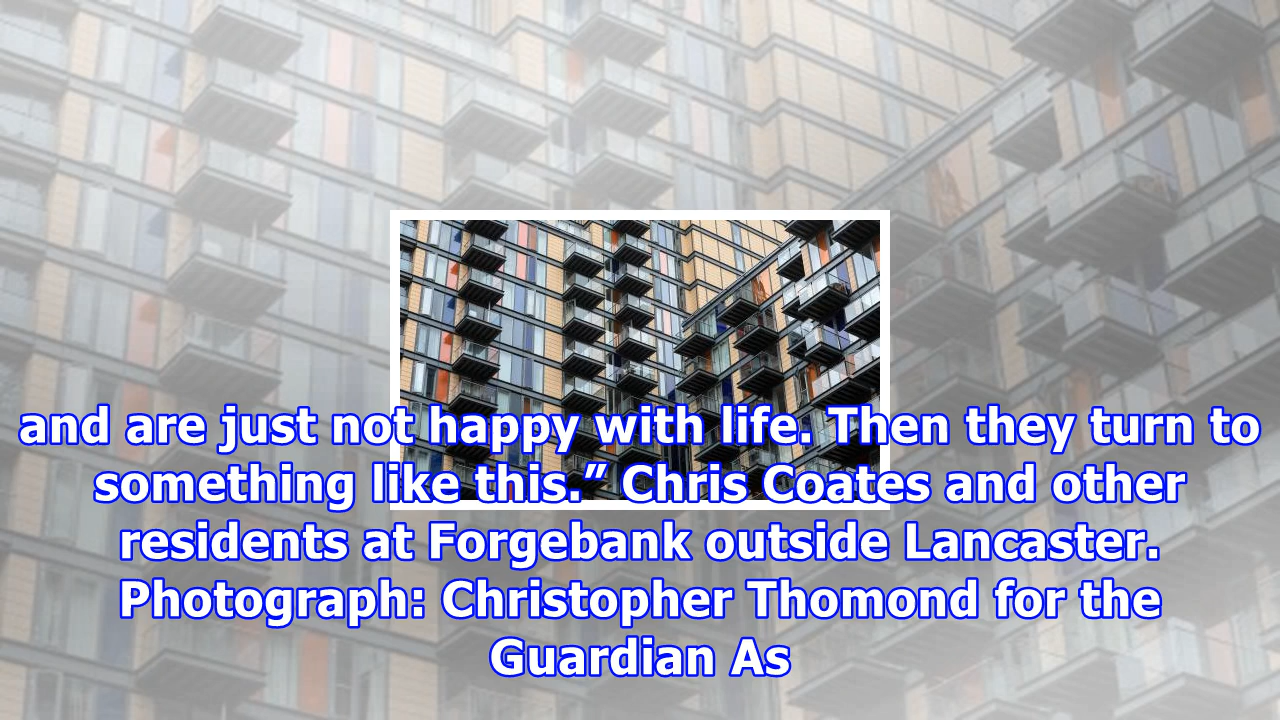 and are just not happy with life. Then they turn to
something like this.” Chris Coates and other
residents at Forgebank outside Lancaster.
Photograph: Christopher Thomond for the
Guardian As